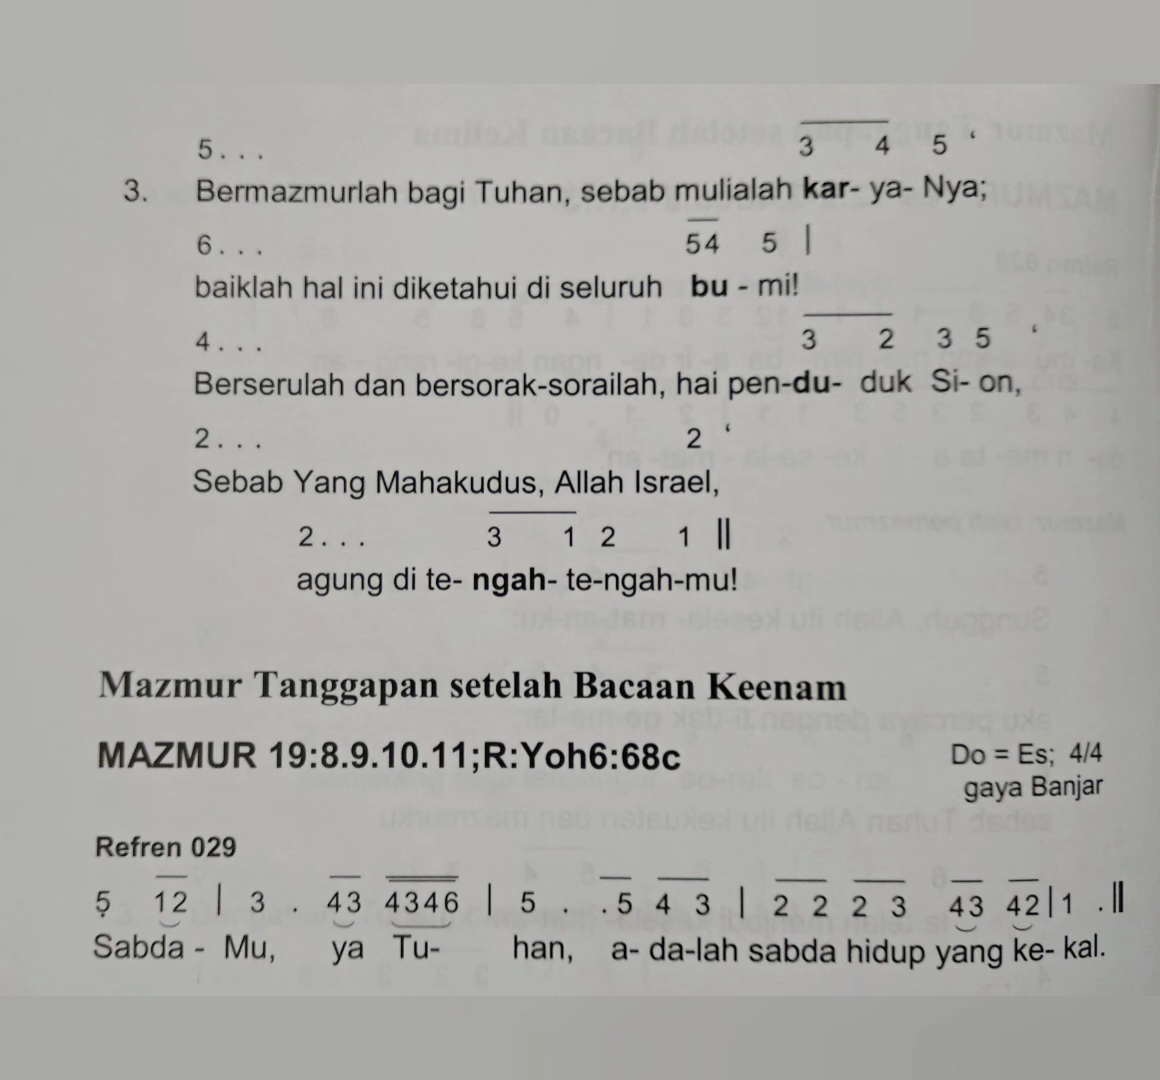 5. . . 3 4 5 ‘
3. Bermazmurlah bagi Tuhan, sebab mulialah kar- ya- Nya;
6. . . 54 5 |
baiklah hal ini diketahui di seluruh bu - mi!
4. . . 3 2 3 5 ‘
Berserulah dan bersorak-sorailah, hai pen-du- duk Si- on,
2. . . 2 ‘
Sebab Yang Mahakudus, Allah Israel,
2. . . 3 1 2 1 ||
agung di te- ngah- te-ngah-mu!
Mazmur Tanggapan setelah Bacaan Keenam
MAZMUR 19:8.9.10.11;R:Yoh6:68c Do = Es; 4/4
gaya Banjar
Refren 029
5̣ 12 | 3 . 43 4346 | 5 . . 5 4 3 | 2 2 2 3 43 42|1 .||
Sabda - Mu, ya Tu- han, a- da-lah sabda hidup yang ke- kal.